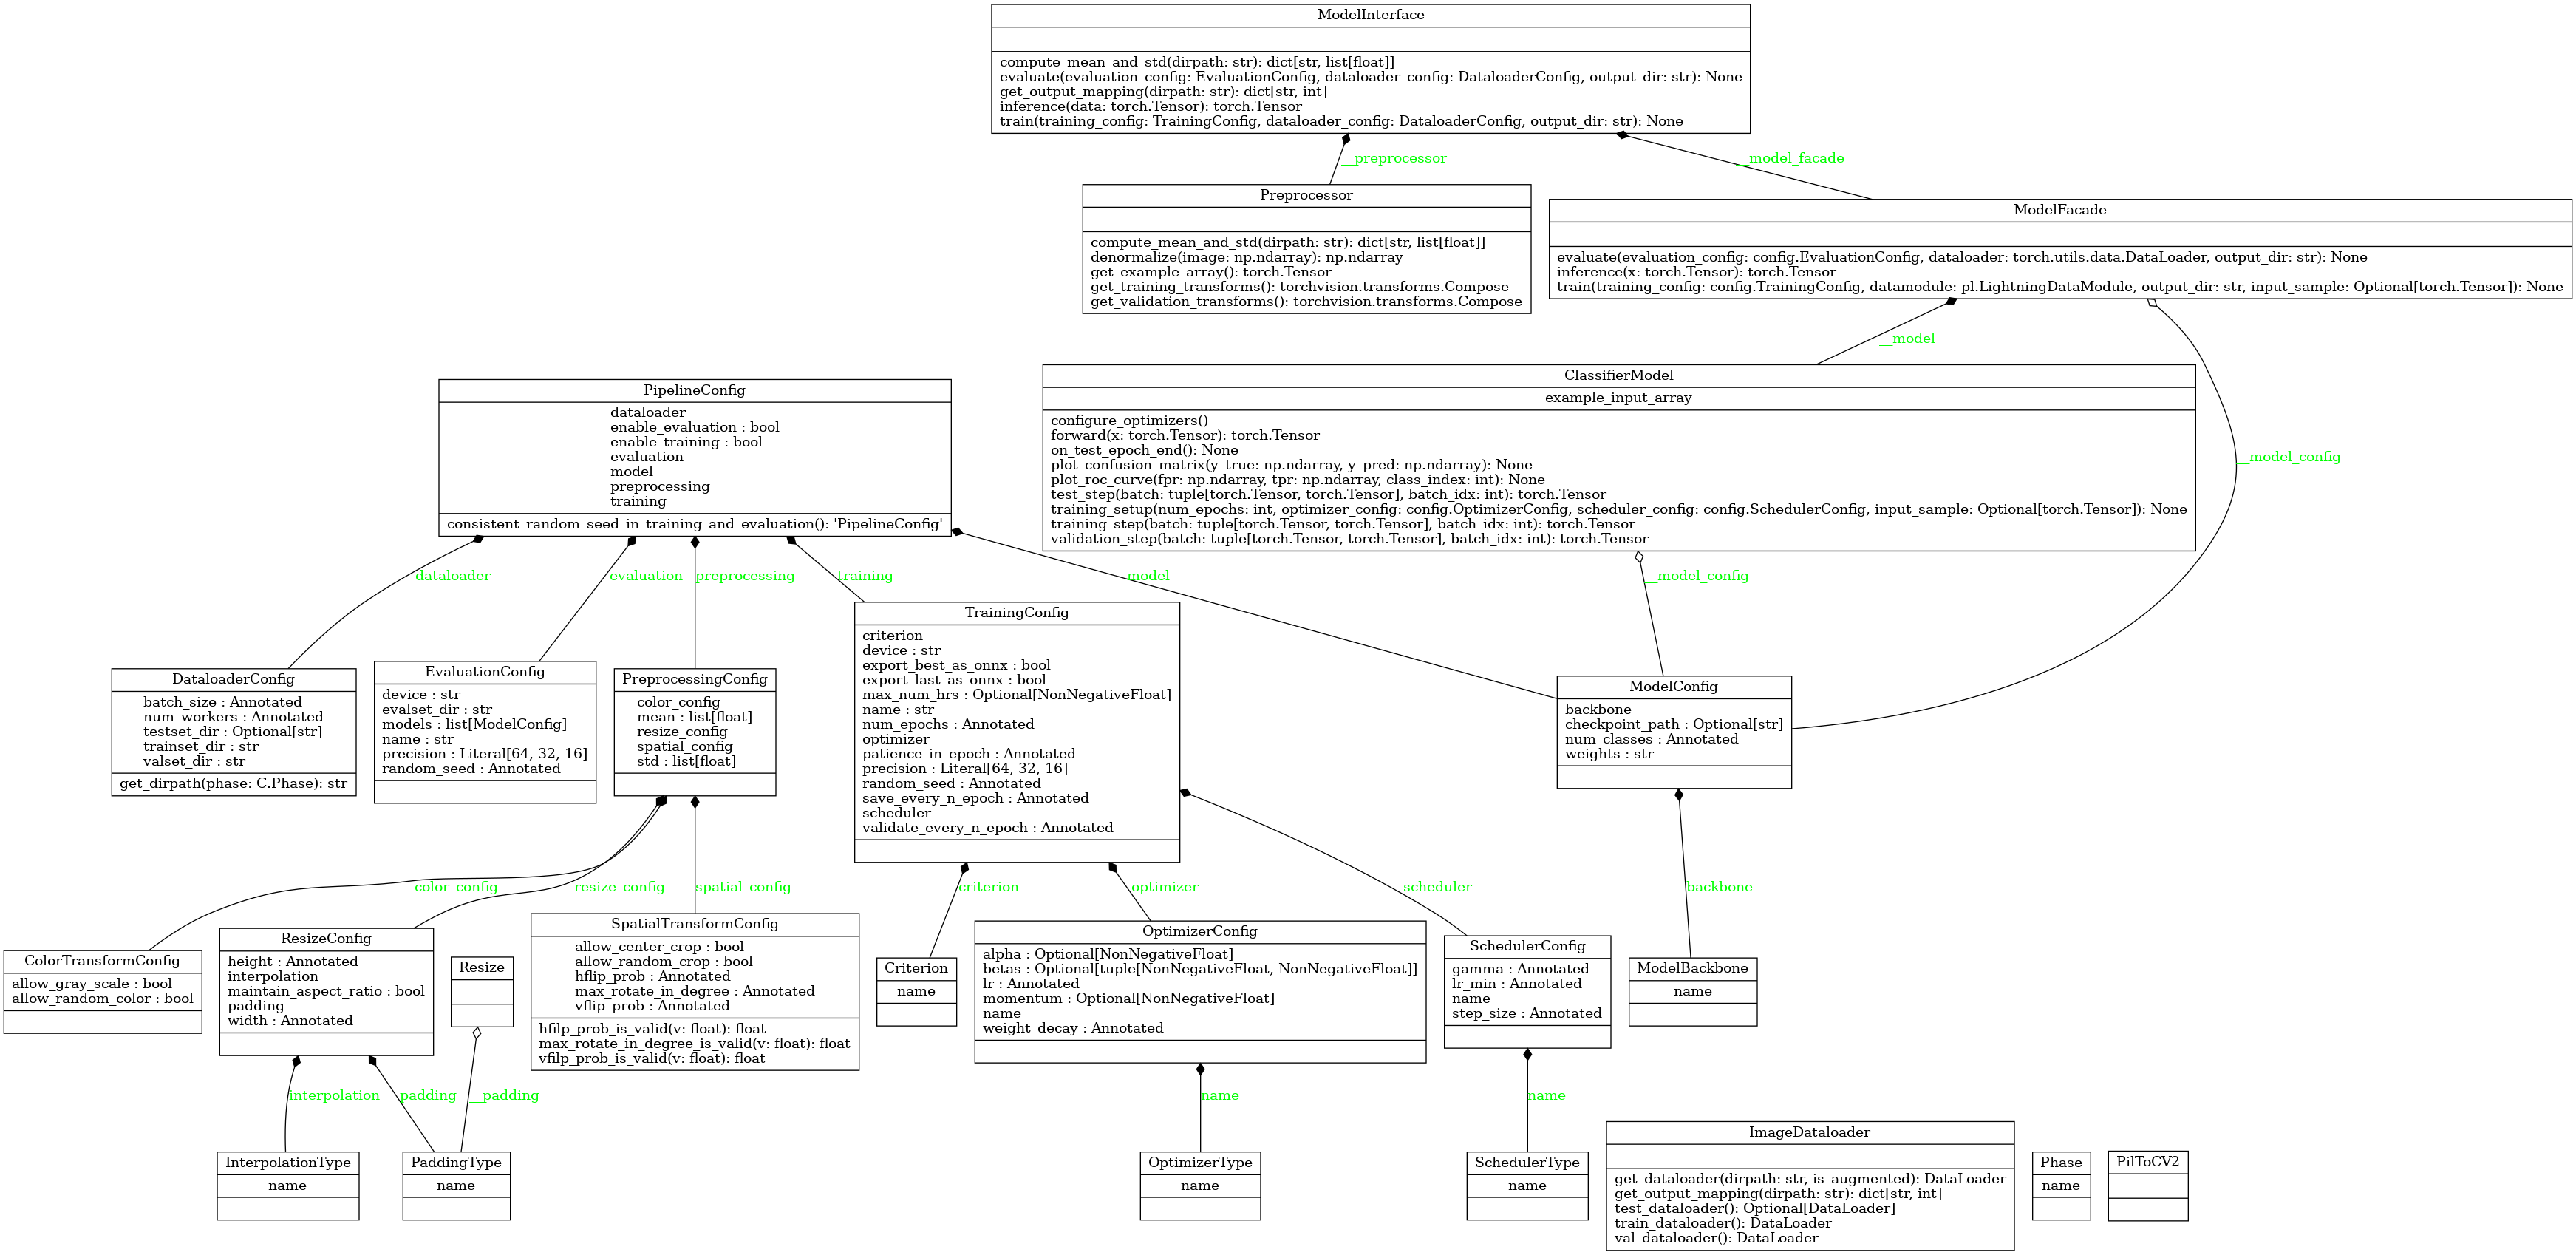 ModelInterface
compute_mean_and_std(dirpath: str): dict[str, list[float]]
evaluate(evaluation_config: EvaluationConfig, dataloader_config: DataloaderConfig, output_dir: str): None
get_output_mapping(dirpath: str): dict[str, int]
inference(data: torch.Tensor): torch.Tensor
train(training_config: TrainingConfig, dataloader_config: DataloaderConfig, output_dir: str): None
__preprocessor
__model_facade
Preprocessor
compute_mean_and_std(dirpath: str): dict[str, list[float]]
denormalize(image: np.ndarray): np.ndarray
get_example_array(): torch.Tensor
get_training_transforms(): torchvision.transforms.Compose
get_validation_transforms(): torchvision.transforms.Compose
ModelFacade
evaluate(evaluation_config: config.EvaluationConfig, dataloader: torch.utils.data.DataLoader, output_dir: str): None
inference(x: torch.Tensor): torch.Tensor
train(training_config: config.TrainingConfig, datamodule: pl.LightningDataModule, output_dir: str, input_sample: Optional[torch.Tensor]): None
__model
__model_config
PipelineConfig
dataloader
enable_evaluation : bool
enable_training : bool
evaluation
model
preprocessing
training
consistent_random_seed_in_training_and_evaluation(): 'PipelineConfig'
ClassifierModel
example_input_array
configure_optimizers()
forward(x: torch.Tensor): torch.Tensor
on_test_epoch_end(): None
plot_confusion_matrix(y_true: np.ndarray, y_pred: np.ndarray): None
plot_roc_curve(fpr: np.ndarray, tpr: np.ndarray, class_index: int): None
test_step(batch: tuple[torch.Tensor, torch.Tensor], batch_idx: int): torch.Tensor
training_setup(num_epochs: int, optimizer_config: config.OptimizerConfig, scheduler_config: config.SchedulerConfig, input_sample: Optional[torch.Tensor]): None
training_step(batch: tuple[torch.Tensor, torch.Tensor], batch_idx: int): torch.Tensor
validation_step(batch: tuple[torch.Tensor, torch.Tensor], batch_idx: int): torch.Tensor
dataloader
evaluation
preprocessing
training
model
__model_config
DataloaderConfig
batch_size : Annotated
num_workers : Annotated
testset_dir : Optional[str]
trainset_dir : str
valset_dir : str
get_dirpath(phase: C.Phase): str
EvaluationConfig
device : str
evalset_dir : str
models : list[ModelConfig]
name : str
precision : Literal[64, 32, 16]
random_seed : Annotated
PreprocessingConfig
color_config
mean : list[float]
resize_config
spatial_config
std : list[float]
TrainingConfig
criterion
device : str
export_best_as_onnx : bool
export_last_as_onnx : bool
max_num_hrs : Optional[NonNegativeFloat]
name : str
num_epochs : Annotated
optimizer
patience_in_epoch : Annotated
precision : Literal[64, 32, 16]
random_seed : Annotated
save_every_n_epoch : Annotated
scheduler
validate_every_n_epoch : Annotated
ModelConfig
backbone
checkpoint_path : Optional[str]
num_classes : Annotated
weights : str
color_config
resize_config
spatial_config
criterion
optimizer
scheduler
backbone
ColorTransformConfig
allow_gray_scale : bool
allow_random_color : bool
ResizeConfig
height : Annotated
interpolation
maintain_aspect_ratio : bool
padding
width : Annotated
Resize
SpatialTransformConfig
allow_center_crop : bool
allow_random_crop : bool
hflip_prob : Annotated
max_rotate_in_degree : Annotated
vflip_prob : Annotated
hfilp_prob_is_valid(v: float): float
max_rotate_in_degree_is_valid(v: float): float
vfilp_prob_is_valid(v: float): float
Criterion
name
OptimizerConfig
alpha : Optional[NonNegativeFloat]
betas : Optional[tuple[NonNegativeFloat, NonNegativeFloat]]
lr : Annotated
momentum : Optional[NonNegativeFloat]
name
weight_decay : Annotated
SchedulerConfig
gamma : Annotated
lr_min : Annotated
name
step_size : Annotated
ModelBackbone
name
interpolation
padding
__padding
name
name
InterpolationType
name
PaddingType
name
OptimizerType
name
SchedulerType
name
ImageDataloader
get_dataloader(dirpath: str, is_augmented): DataLoader
get_output_mapping(dirpath: str): dict[str, int]
test_dataloader(): Optional[DataLoader]
train_dataloader(): DataLoader
val_dataloader(): DataLoader
Phase
name
PilToCV2